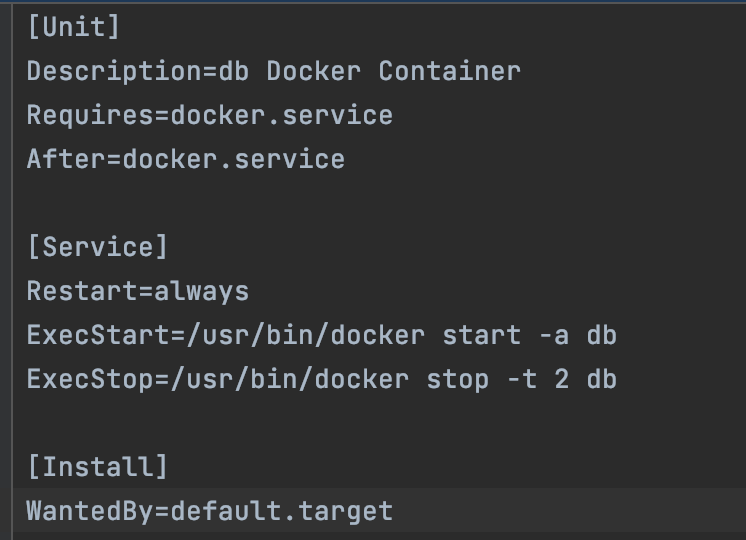 [Unit]
Description=db Docker Container
Requires=docker.service
After=docker.service

[Service]
Restart=always
ExecStart=/usr/bin/docker start -a db
ExecStop=/usr/bin/docker stop -t 2 db

[Install]
WantedBy=default.target